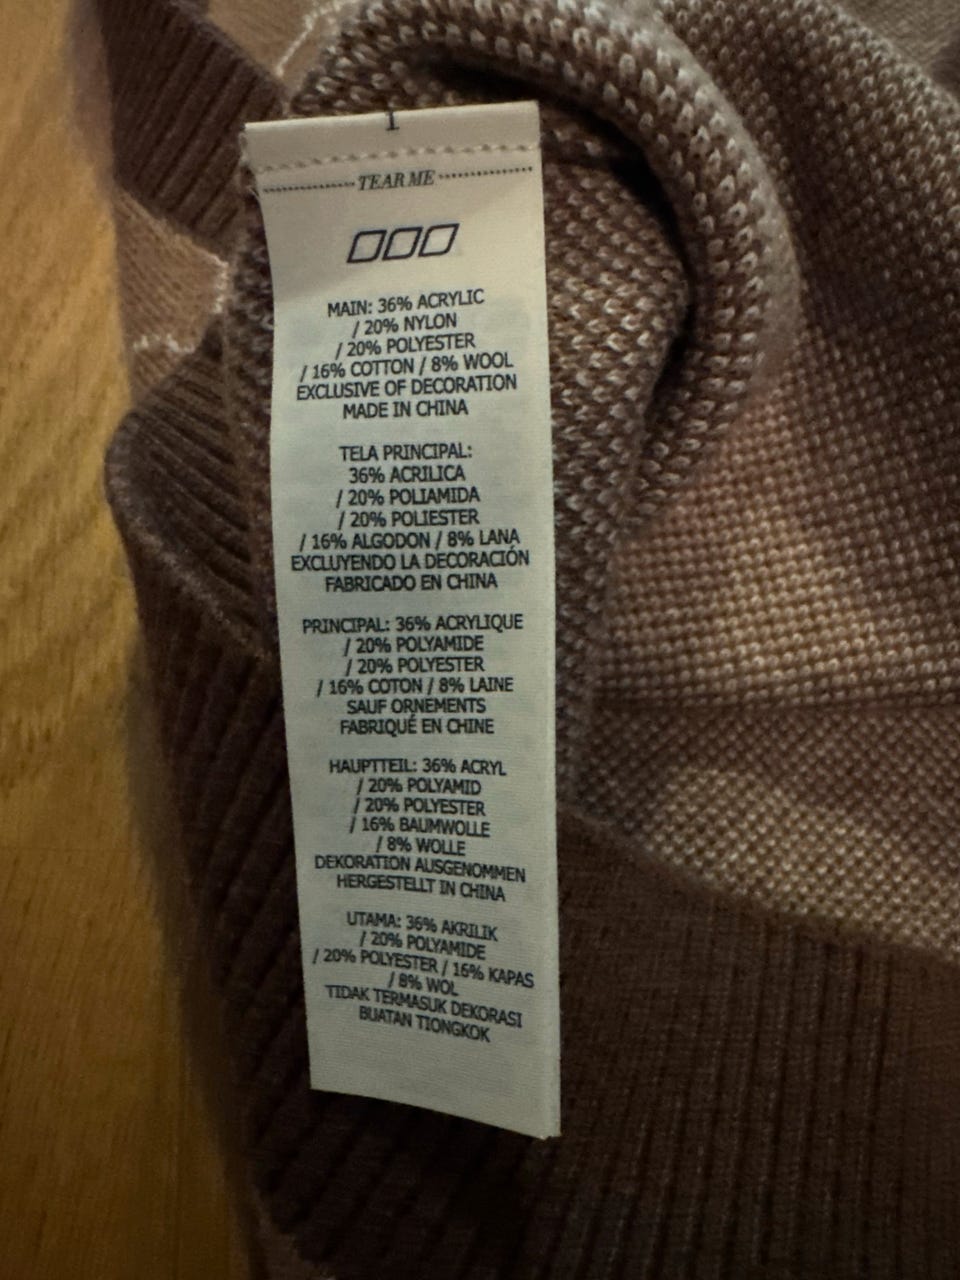 TEAR ME
MAIN: 36% ACRYLIC
/ 20% NYLON
/ 20% POLYESTER
/ 16% COTTON / 8% WOOL
EXCLUSIVE OF DECORATION
MADE IN CHINA
TELA PRINCIPAL:
36% ACRILICA
/ 20% POLIAMIDA
/ 20% POLIESTER
/ 16% ALGODON / 8% LANA
EXCLUYENDO LA DECORACIÓN
FABRICADO EN CHINA
PRINCIPAL: 36% ACRYLIQUE
/ 20% POLYAMIDE
/ 20% POLYESTER
/ 16% COTON / 8% LAINE
SAUF ORNEMENTS
FABRIQUÉ EN CHINE
HAUPTTEIL: 36% ACRYL
/ 20% POLYAMID
/ 20% POLYESTER
/ 16% BAUMWOLLE
/ 8% WOLLE
DEKORATION AUSGENOMMEN
HERGESTELLT IN CHINA
UTAMA: 36% AKRILIK
/ 20% POLYAMIDE
/ 20% POLYESTER / 16% KAPAS
/ 8% WOL
TIDAK TERMASUK DEKORASI
BUATAN TIONGKOK